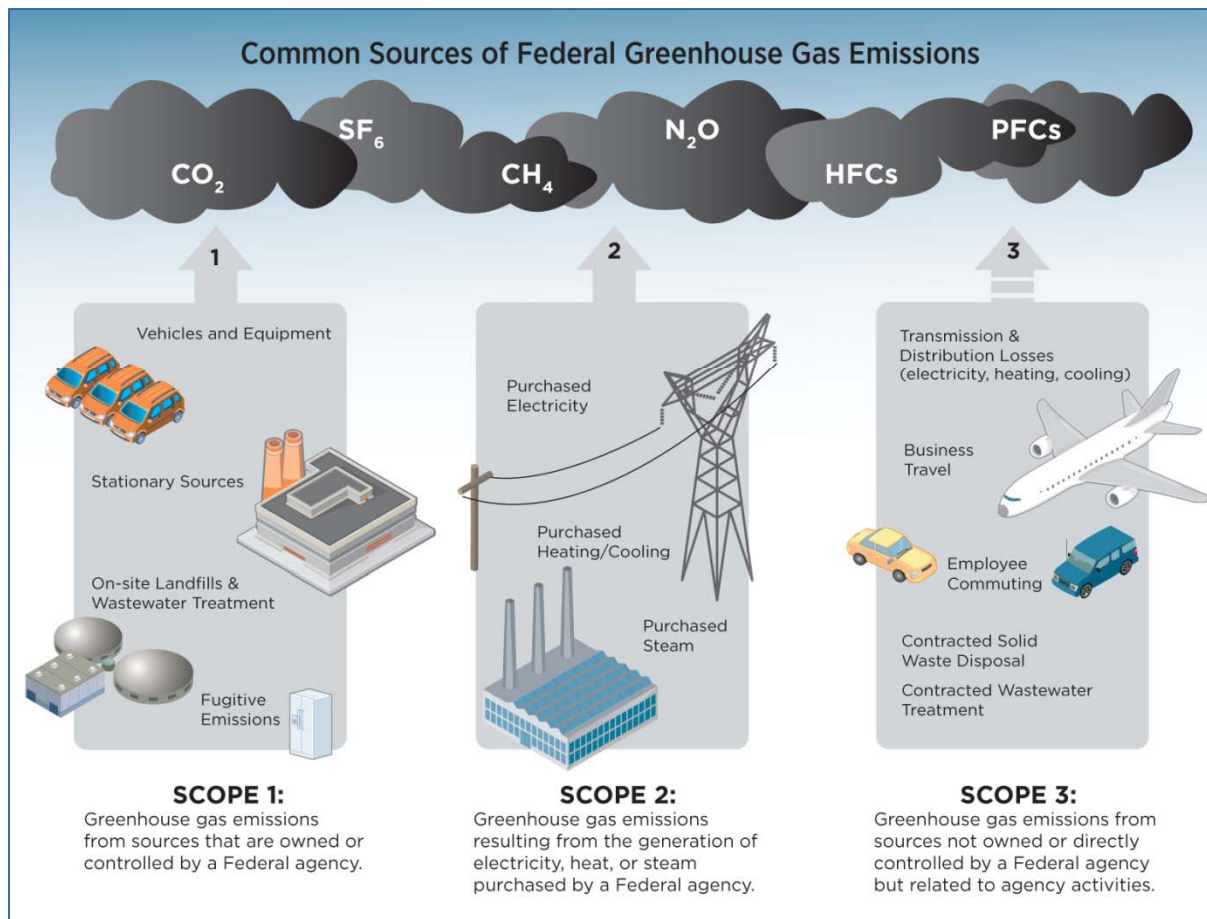 Common Sources of Federal Greenhouse Gas Emissions
CO₂
SF₆
CH₄
N₂O
HFCs
PFCs
1
Vehicles and Equipment
Stationary Sources
On-site Landfills &
Wastewater Treatment
Fugitive
Emissions
SCOPE 1:
Greenhouse gas emissions
from sources that are owned or
controlled by a Federal agency.
2
Purchased
Electricity
Purchased
Heating/Cooling
Purchased
Steam
SCOPE 2:
Greenhouse gas emissions
resulting from the generation of
electricity, heat, or steam
purchased by a Federal agency.
3
Transmission &
Distribution Losses
(electricity, heating, cooling)
Business
Travel
Employee
Commuting
Contracted Solid
Waste Disposal
Contracted Wastewater
Treatment
SCOPE 3:
Greenhouse gas emissions from
sources not owned or directly
controlled by a Federal agency
but related to agency activities.